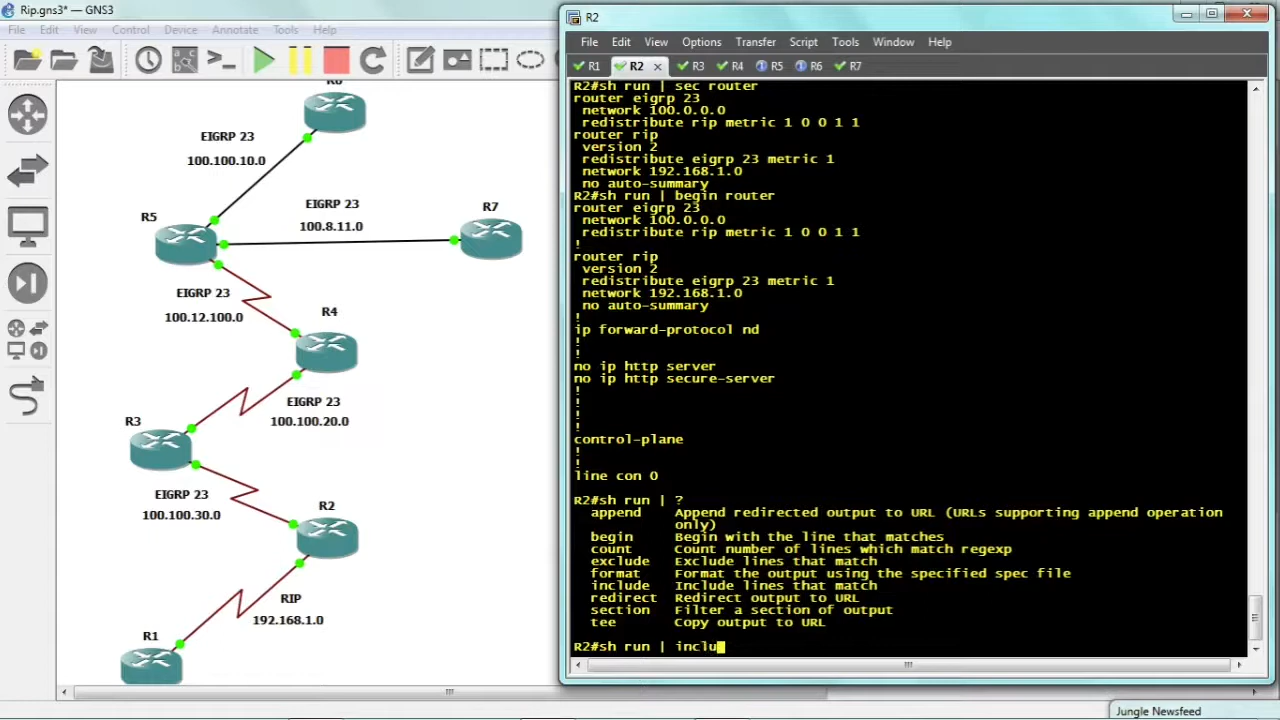 Rip.gns3* — GNS3
File Edit View Control Device Annotate Tools Help
R6
EIGRP 23
100.100.10.0
EIGRP 23
100.8.11.0
R7
R5
EIGRP 23
100.12.100.0
R4
EIGRP 23
100.100.20.0
R3
EIGRP 23
100.100.30.0
R2
RIP
192.168.1.0
R1
R2
File Edit View Options Transfer Script Tools Window Help
R1 R2 R3 R4 R5 R6 R7
R2#sh run | sec router
router eigrp 23
network 100.0.0.0
redistribute rip metric 1 0 0 1 1
router rip
version 2
redistribute eigrp 23 metric 1
network 192.168.1.0
no auto-summary
R2#sh run | begin router
router eigrp 23
network 100.0.0.0
redistribute rip metric 1 0 0 1 1
!
router rip
version 2
redistribute eigrp 23 metric 1
network 192.168.1.0
no auto-summary
!
ip forward-protocol nd
!
!
no ip http server
no ip http secure-server
!
!
!
!
control-plane
!
!
line con 0
R2#sh run | ?
append Append redirected output to URL (URLs supporting append operation
only)
begin Begin with the line that matches
count Count number of lines which match regexp
exclude Exclude lines that match
format Format the output using the specified spec file
include Include lines that match
redirect Redirect output to URL
section Filter a section of output
tee Copy output to URL
R2#sh run | inclu
Jungle Newsfeed